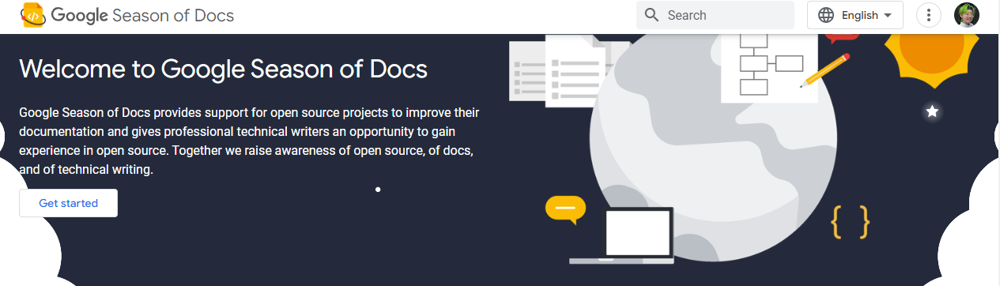 Google Season of Docs
Search
English
Welcome to Google Season of Docs
Google Season of Docs provides support for open source projects to improve their
documentation and gives professional technical writers an opportunity to gain
experience in open source. Together we raise awareness of open source, of docs,
and of technical writing.
Get started
{ }